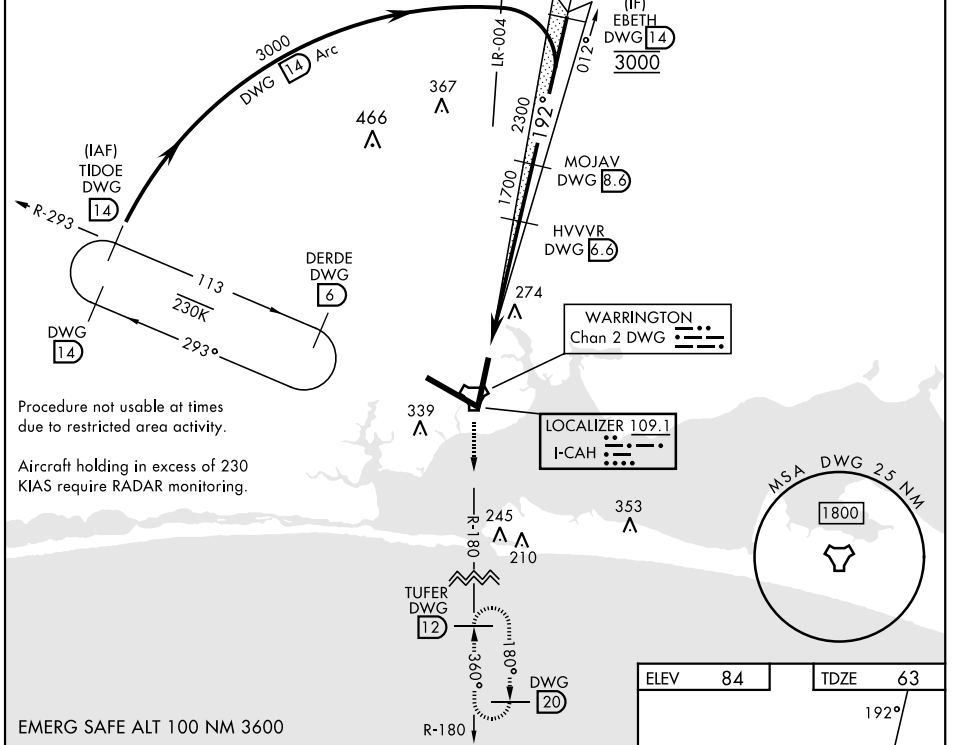 (IF)
EBETH
DWG 14
3000
012°
LR-004
3000
DWG 14 Arc
367
466
2300
192°
(IAF)
TIDOE
DWG
14
MOJAV
DWG 8.6
1700
R-293
HVVVR
DWG 6.6
DERDE
DWG
6
113
230K
293°
DWG
14
274
WARRINGTON
Chan 2 DWG
Procedure not usable at times
due to restricted area activity.
339
LOCALIZER 109.1
I-CAH
Aircraft holding in excess of 230
KIAS require RADAR monitoring.
MSA DWG 25 NM
1800
R-180
245
210
353
TUFER
DWG
12
360°
180°
DWG
20
R-180
ELEV 84
TDZE 63
192°
EMERG SAFE ALT 100 NM 3600